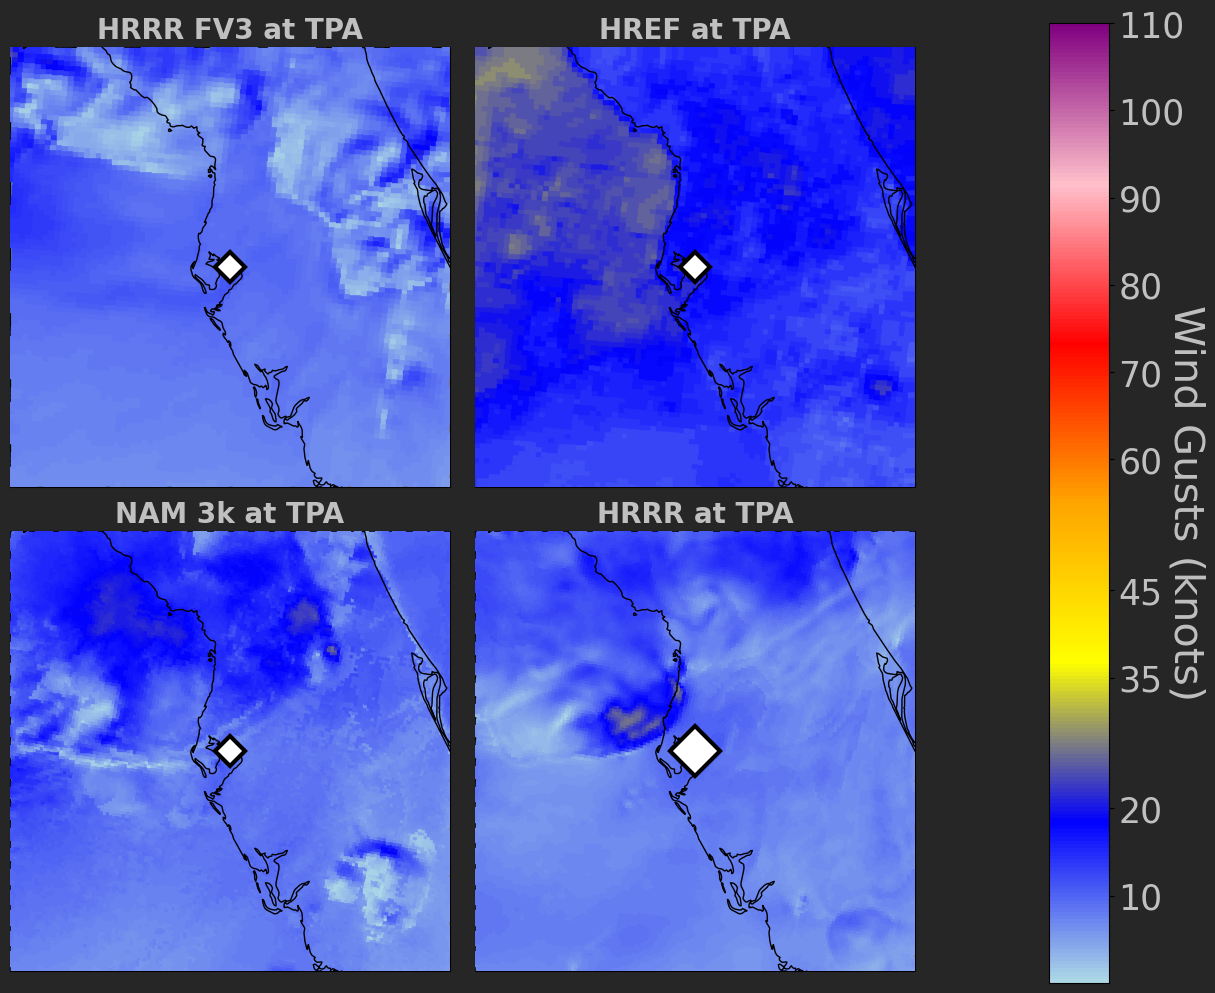 HRRR FV3 at TPA
HREF at TPA
NAM 3k at TPA
HRRR at TPA
110
100
90
80
70
60
45
35
20
10
Wind Gusts (knots)